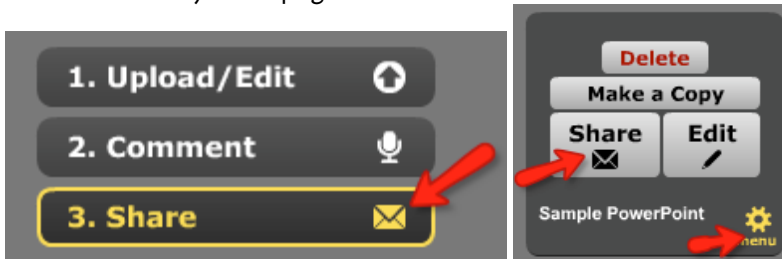 1. Upload/Edit
2. Comment
3. Share
Delete
Make a Copy
Share Edit
Sample PowerPoint
menu